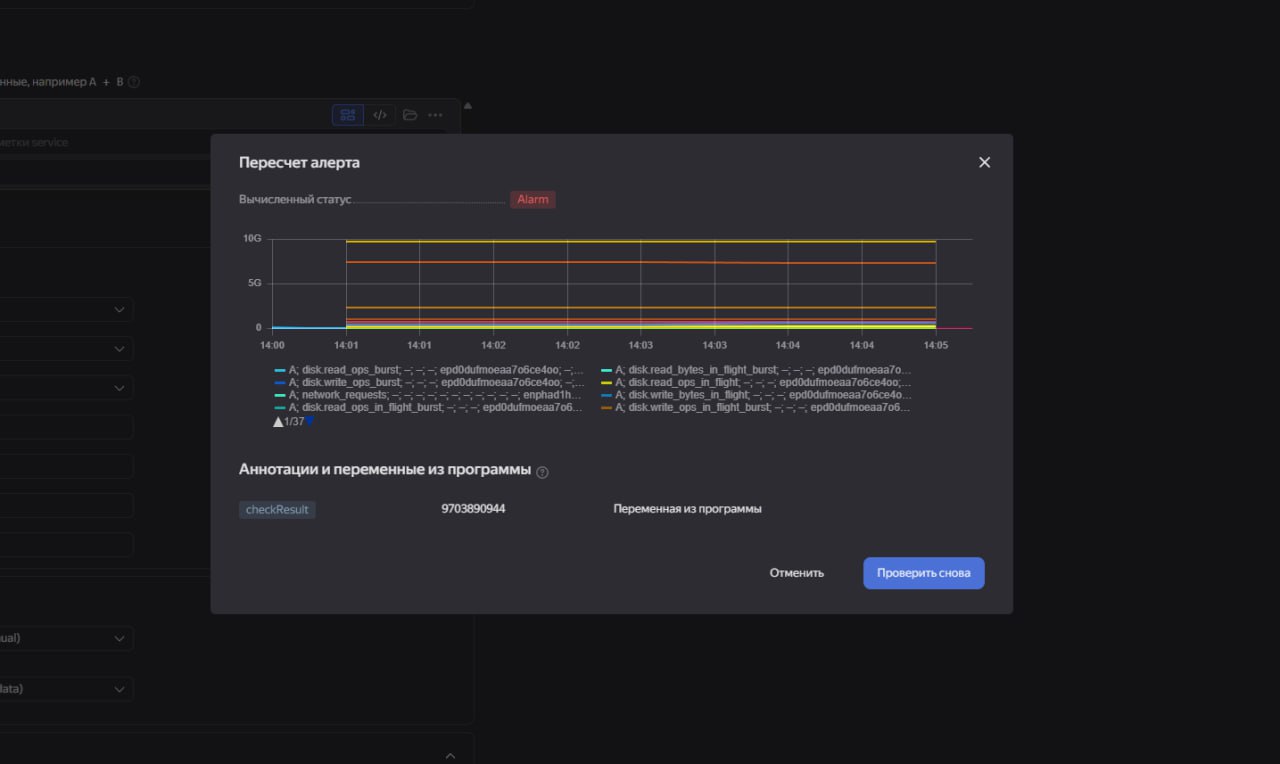 нные, например A + B
</>
метки service
Пересчет алерта
Вычисленный статус
Alarm
10G
5G
0
14:00 14:01 14:01 14:02 14:02 14:03 14:03 14:04 14:04 14:05
A; disk.read_ops_burst; –; –; –; epd0dufmoeaa7o6ce4oo; –;... A; disk.read_bytes_in_flight_burst; –; –; –; epd0dufmoeaa7o...
A; disk.write_ops_burst; –; –; –; epd0dufmoeaa7o6ce4oo; –;... A; disk.read_ops_in_flight; –; –; –; epd0dufmoeaa7o6ce4oo;...
A; network_requests; –; –; –; –; –; –; –; –; –; –; enphad1h... A; disk.write_bytes_in_flight; –; –; –; epd0dufmoeaa7o6ce4o...
A; disk.read_ops_in_flight_burst; –; –; –; epd0dufmoeaa7o6... A; disk.write_ops_in_flight_burst; –; –; –; epd0dufmoeaa7o6...
1/37
Аннотации и переменные из программы
checkResult 9703890944 Переменная из программы
Отменить Проверить снова
ual)
data)